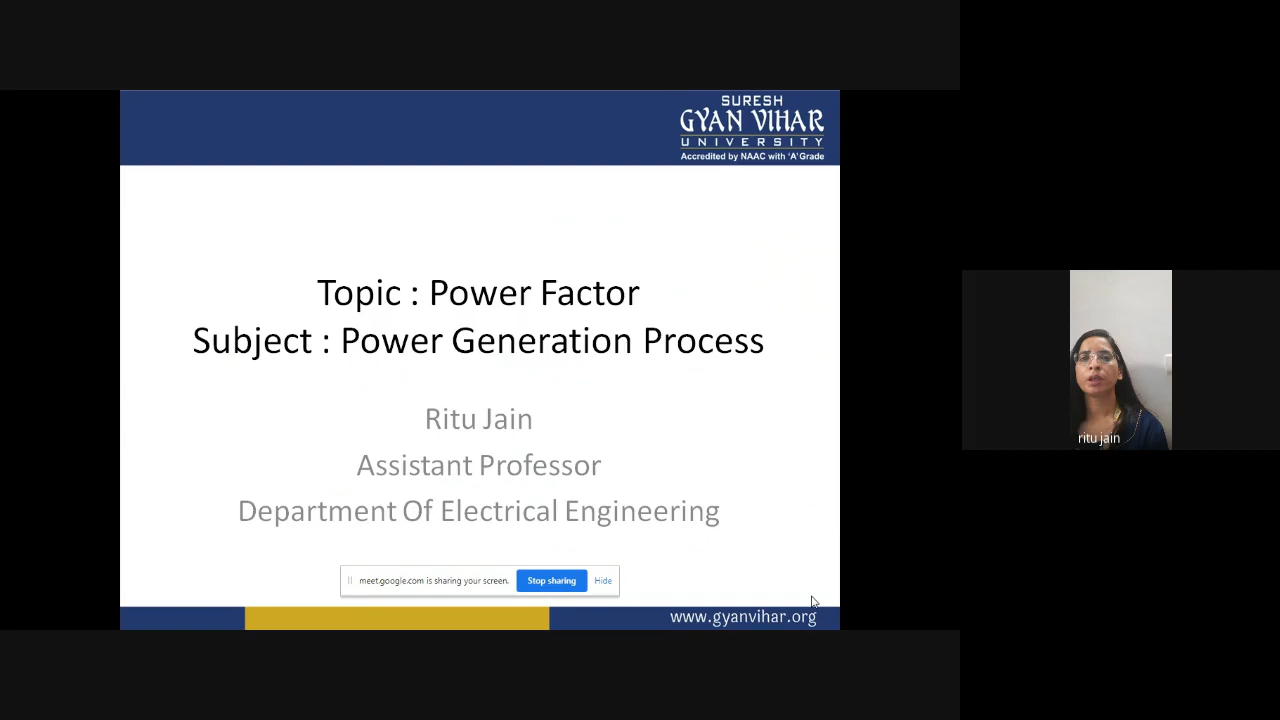 SURESH
GYAN VIHAR
UNIVERSITY
Accredited by NAAC with 'A' Grade
Topic : Power Factor
Subject : Power Generation Process
Ritu Jain
Assistant Professor
Department Of Electrical Engineering
meet.google.com is sharing your screen. Stop sharing Hide
www.gyanvihar.org
ritu jain